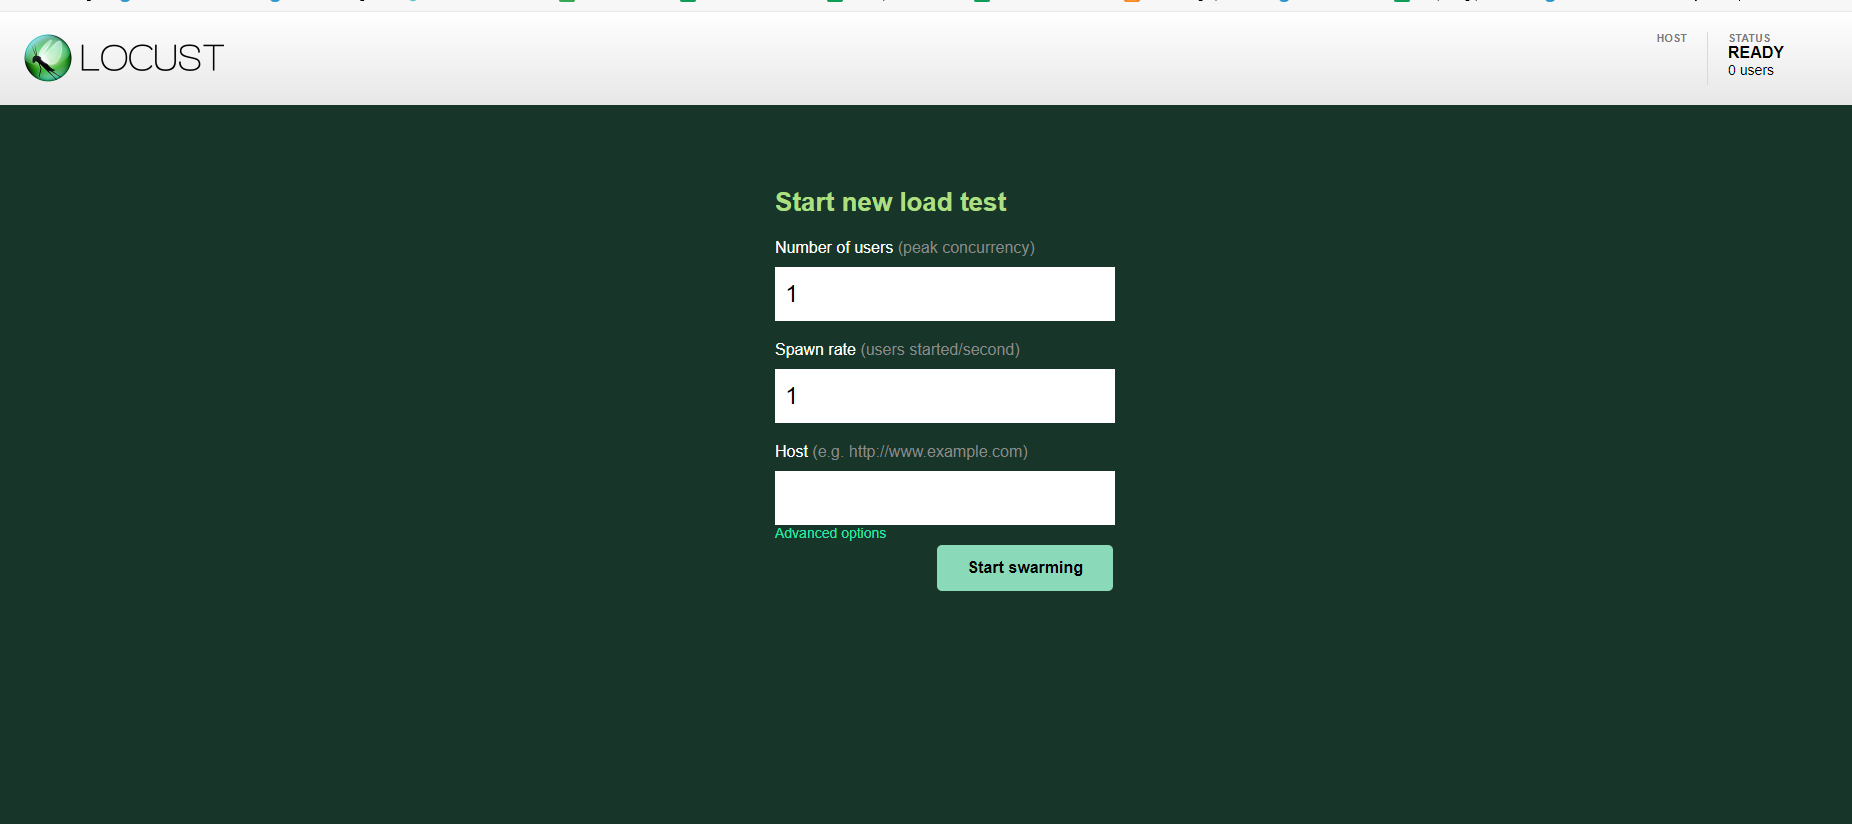 LOCUST
HOST
STATUS
READY
0 users
Start new load test
Number of users (peak concurrency)
1
Spawn rate (users started/second)
1
Host (e.g. http://www.example.com)
Advanced options
Start swarming